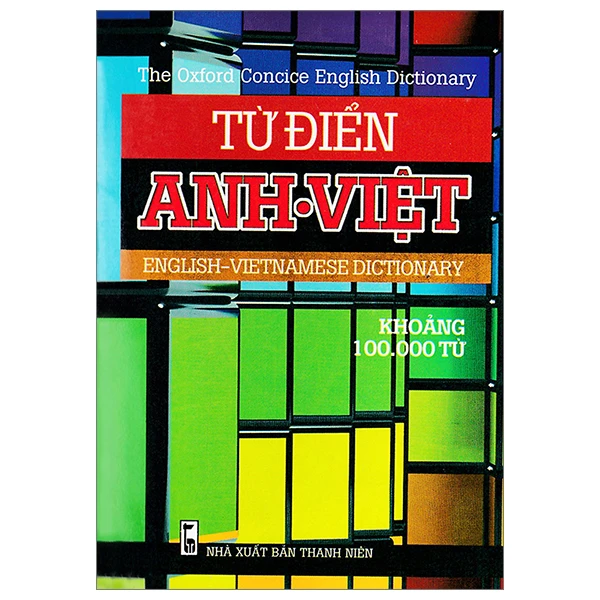 The Oxford Concice English Dictionary
TỪ ĐIỂN
ANH•VIỆT
ENGLISH–VIETNAMESE DICTIONARY
KHOẢNG
100.000 TỪ
NHÀ XUẤT BẢN THANH NIÊN